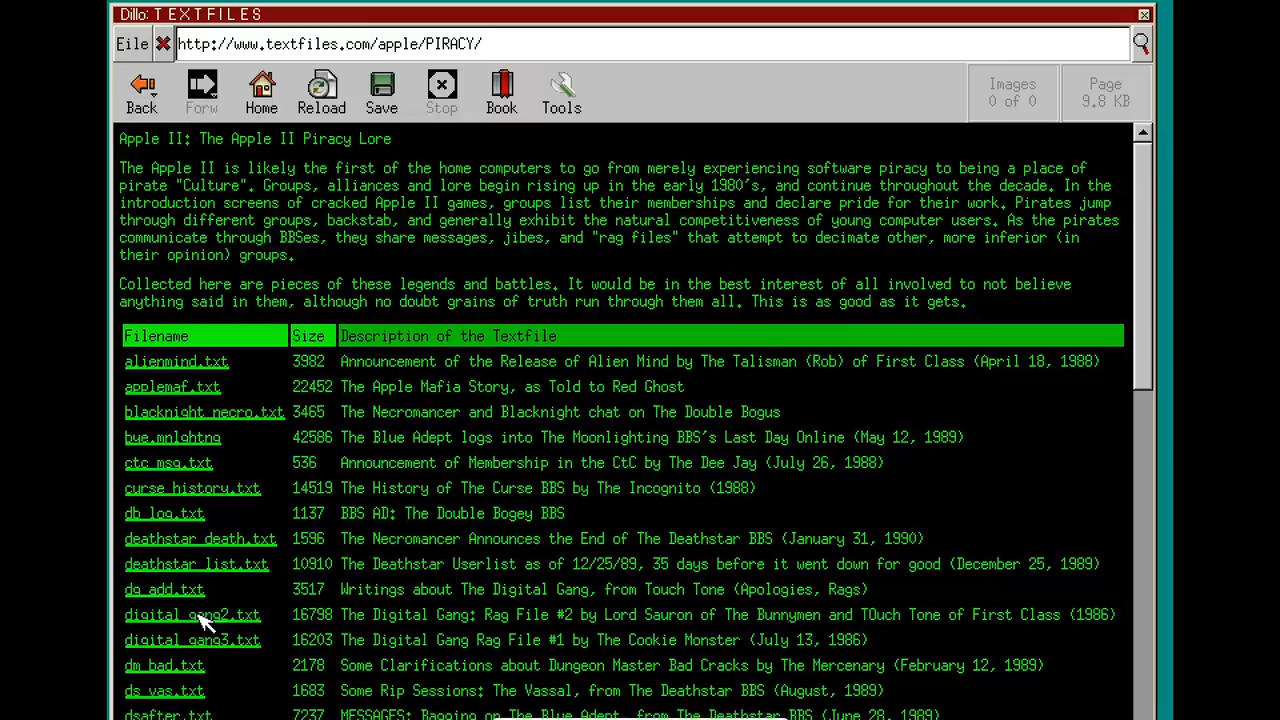 Dillo: T E X T F I L E S
Eile http://www.textfiles.com/apple/PIRACY/
Back Forw Home Reload Save Stop Book Tools Images 0 of 0 Page 9.8 KB
Apple II: The Apple II Piracy Lore
The Apple II is likely the first of the home computers to go from merely experiencing software piracy to being a place of
pirate "Culture". Groups, alliances and lore begin rising up in the early 1980's, and continue throughout the decade. In the
introduction screens of cracked Apple II games, groups list their memberships and declare pride for their work. Pirates jump
through different groups, backstab, and generally exhibit the natural competitiveness of young computer users. As the pirates
communicate through BBSes, they share messages, jibes, and "rag files" that attempt to decimate other, more inferior (in
their opinion) groups.
Collected here are pieces of these legends and battles. It would be in the best interest of all involved to not believe
anything said in them, although no doubt grains of truth run through them all. This is as good as it gets.
Filename Size Description of the Textfile
alienmind.txt 3982 Announcement of the Release of Alien Mind by The Talisman (Rob) of First Class (April 18, 1988)
applemaf.txt 22452 The Apple Mafia Story, as Told to Red Ghost
blacknight_necro.txt 3465 The Necromancer and Blacknight chat on The Double Bogus
bue.mnlghtng 42586 The Blue Adept logs into The Moonlighting BBS's Last Day Online (May 12, 1989)
ctc_msg.txt 536 Announcement of Membership in the CtC by The Dee Jay (July 26, 1988)
curse_history.txt 14519 The History of The Curse BBS by The Incognito (1988)
db_log.txt 1137 BBS AD: The Double Bogey BBS
deathstar_death.txt 1596 The Necromancer Announces the End of The Deathstar BBS (January 31, 1990)
deathstar_list.txt 10910 The Deathstar Userlist as of 12/25/89, 35 days before it went down for good (December 25, 1989)
dg_add.txt 3517 Writings about The Digital Gang, from Touch Tone (Apologies, Rags)
digital_gang2.txt 16798 The Digital Gang: Rag File #2 by Lord Sauron of The Bunnymen and TOuch Tone of First Class (1986)
digital_gang3.txt 16203 The Digital Gang Rag File #1 by The Cookie Monster (July 13, 1986)
dm_bad.txt 2178 Some Clarifications about Dungeon Master Bad Cracks by The Mercenary (February 12, 1989)
ds_vas.txt 1683 Some Rip Sessions: The Vassal, from The Deathstar BBS (August, 1989)
dsafter.txt 7237 MESSAGES: Ragging on The Blue Adept, from The Deathstar BBS (June 28, 1989)